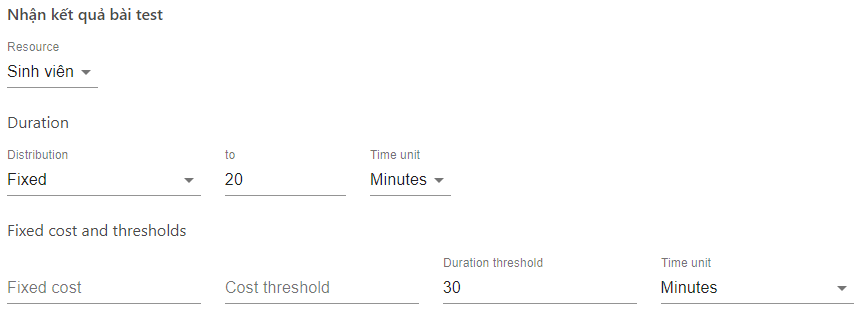 Nhận kết quả bài test
Resource
Sinh viên
Duration
Distribution to Time unit
Fixed 20 Minutes
Fixed cost and thresholds
Duration threshold Time unit
Fixed cost Cost threshold 30 Minutes